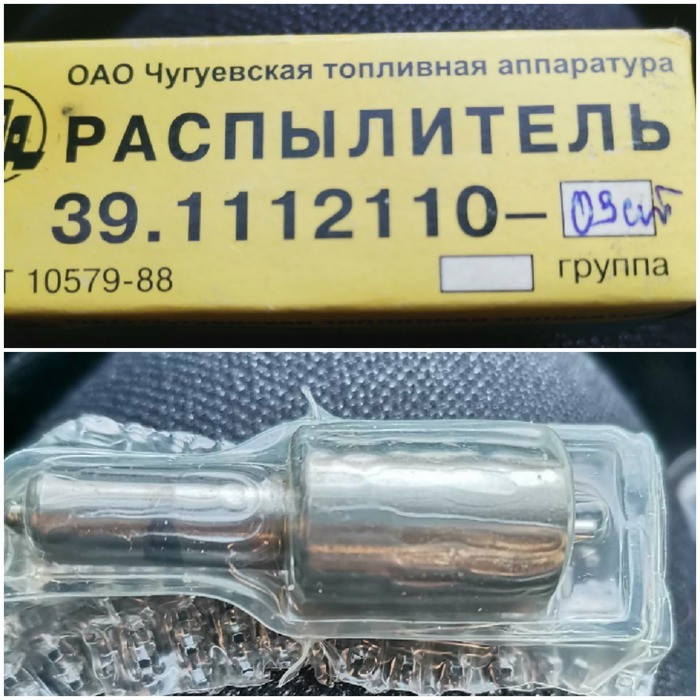 ОАО Чугуевская топливная аппаратура
РАСПЫЛИТЕЛЬ
39.1112110-
Т 10579-88
группа